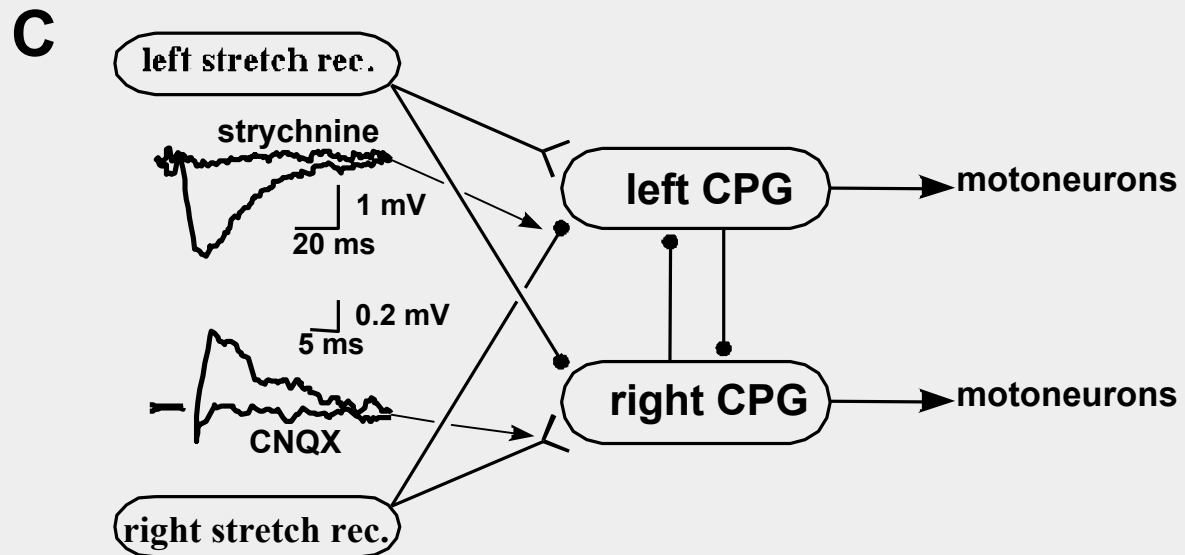 C
left stretch rec.
strychnine
1 mV
20 ms
left CPG
motoneurons
0.2 mV
5 ms
CNQX
right CPG
motoneurons
right stretch rec.